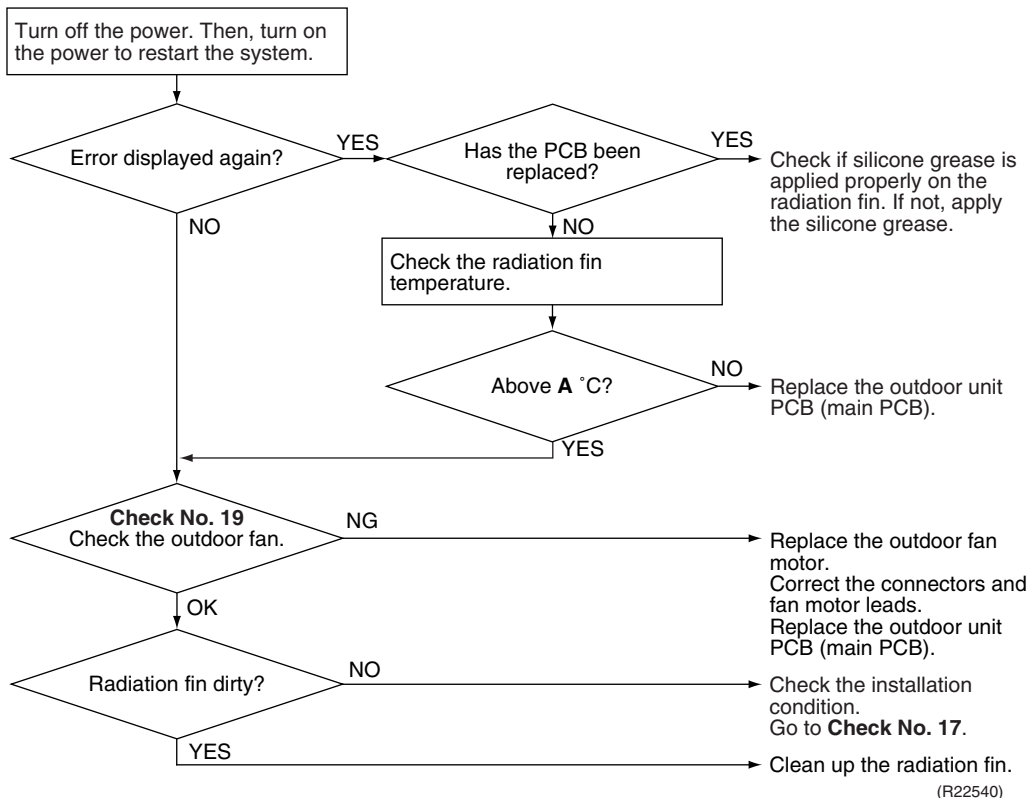 Turn off the power. Then, turn on
the power to restart the system.
Error displayed again?
YES
Has the PCB been
replaced?
YES
Check if silicone grease is
applied properly on the
radiation fin. If not, apply
the silicone grease.
NO
NO
Check the radiation fin
temperature.
Above A ˚C?
NO
Replace the outdoor unit
PCB (main PCB).
YES
Check No. 19
Check the outdoor fan.
NG
Replace the outdoor fan
motor.
Correct the connectors and
fan motor leads.
Replace the outdoor unit
PCB (main PCB).
OK
Radiation fin dirty?
NO
Check the installation
condition.
Go to Check No. 17.
YES
Clean up the radiation fin.
(R22540)